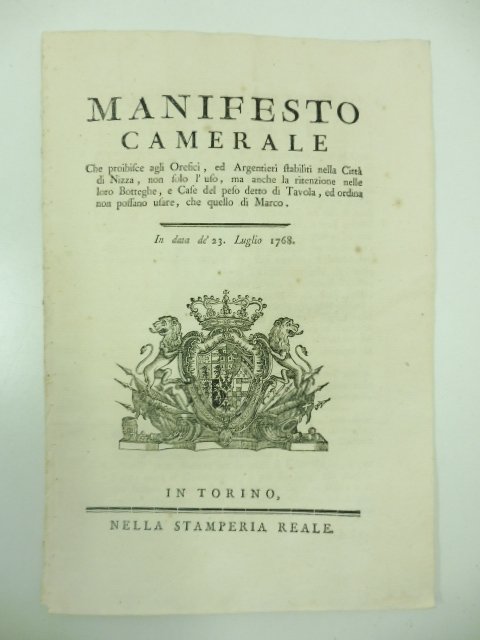 MANIFESTO
CAMERALE
Che proibisce agli Orefici, ed Argentieri stabiliti nella Città
di Nizza, non solo l'uso, ma anche la ritenzione nelle
loro Botteghe, e Case del peso detto di Tavola, ed ordina
non possano usare, che quello di Marco.
In data de' 23. Luglio 1768.
IN TORINO,
NELLA STAMPERIA REALE.